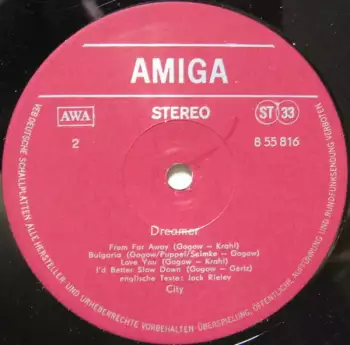 AMIGA
AWA
STEREO
ST 33
2
8 55 816
Dreamer
From Far Away (Gogow – Krahl)
Bulgaria (Gogow/Puppel/Selmke – Gogow)
Love You (Gogow – Krahl)
I'd Better Slow Down (Gogow – Gertz)
englische Texte: Jack Rieley
City
VEB DEUTSCHE SCHALLPLATTEN · ALLE HERSTELLER UND URHEBERRECHTE VORBEHALTEN · ÜBERSPIELUNG, ÖFFENTLICHE AUFFÜHRUNG UND RUNDFUNKSENDUNG VERBOTEN